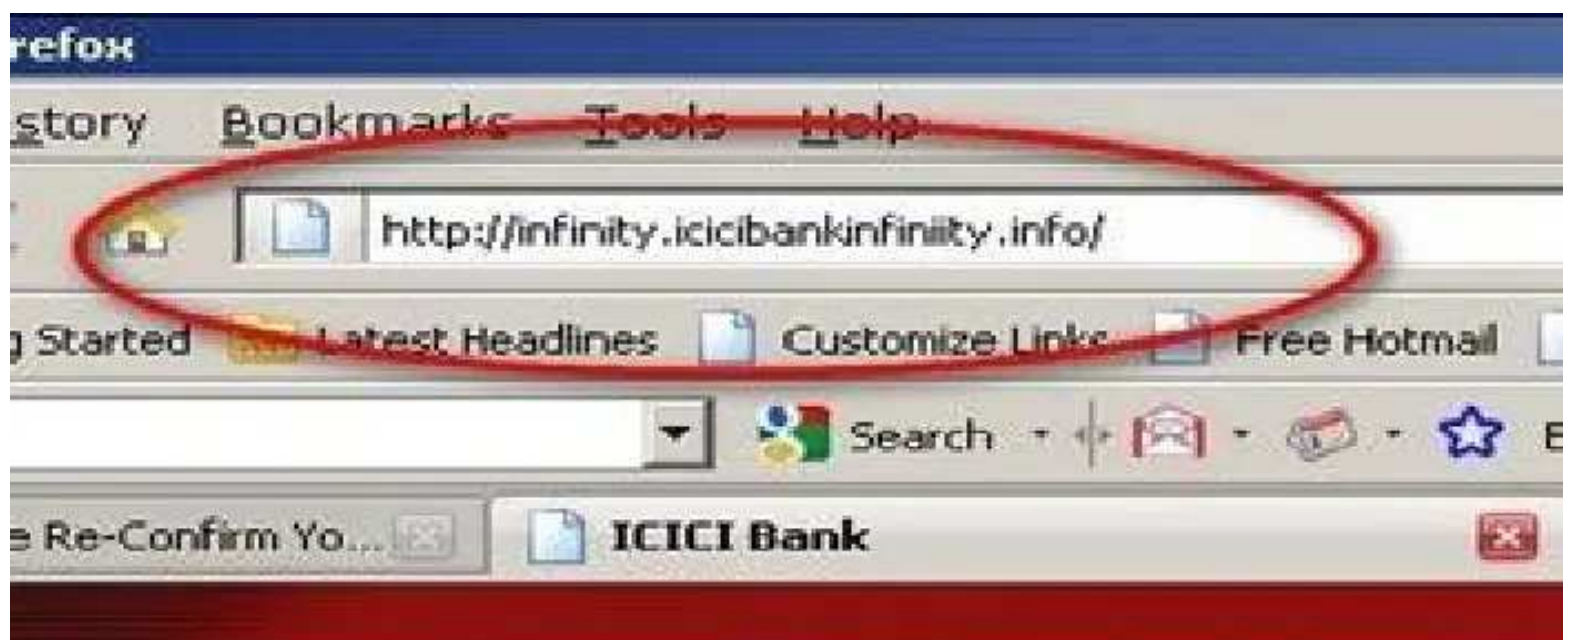 refox
story Bookmarks Tools Help
http://infinity.icicibankinfiniity.info/
g Started Latest Headlines Customize Links Free Hotmail
Search
e Re-Confirm Yo... ICICI Bank